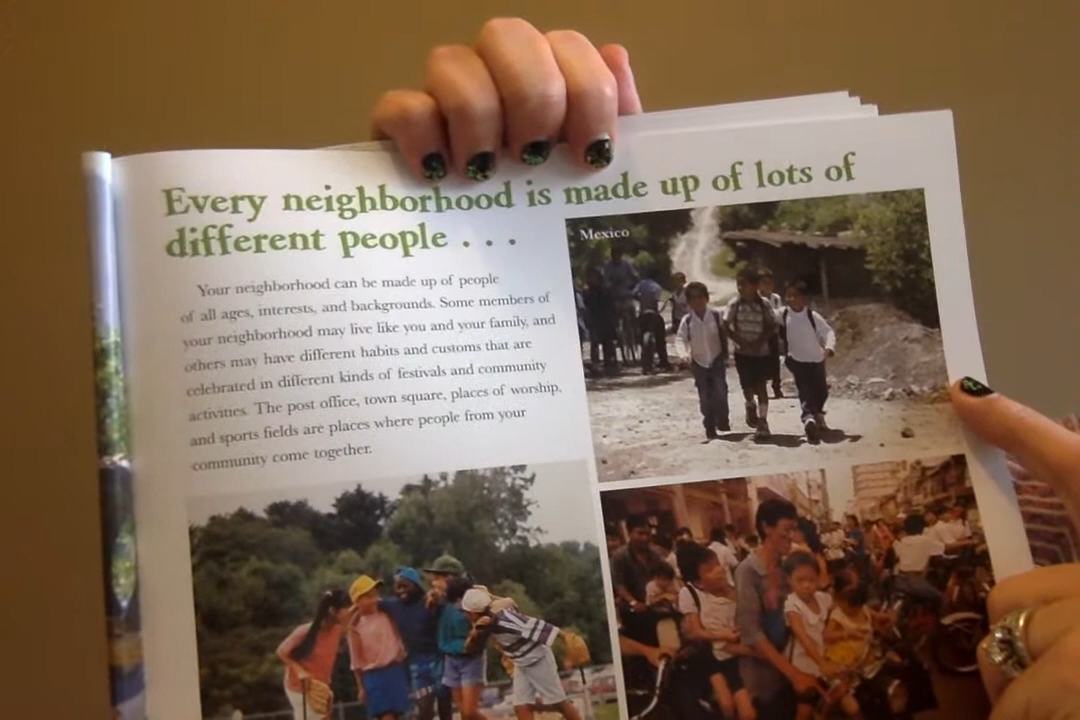 Every neighborhood is made up of lots of
different people . . .
Mexico
Your neighborhood can be made up of people
of all ages, interests, and backgrounds. Some members of
your neighborhood may live like you and your family, and
others may have different habits and customs that are
celebrated in different kinds of festivals and community
activities. The post office, town square, places of worship,
and sports fields are places where people from your
community come together.